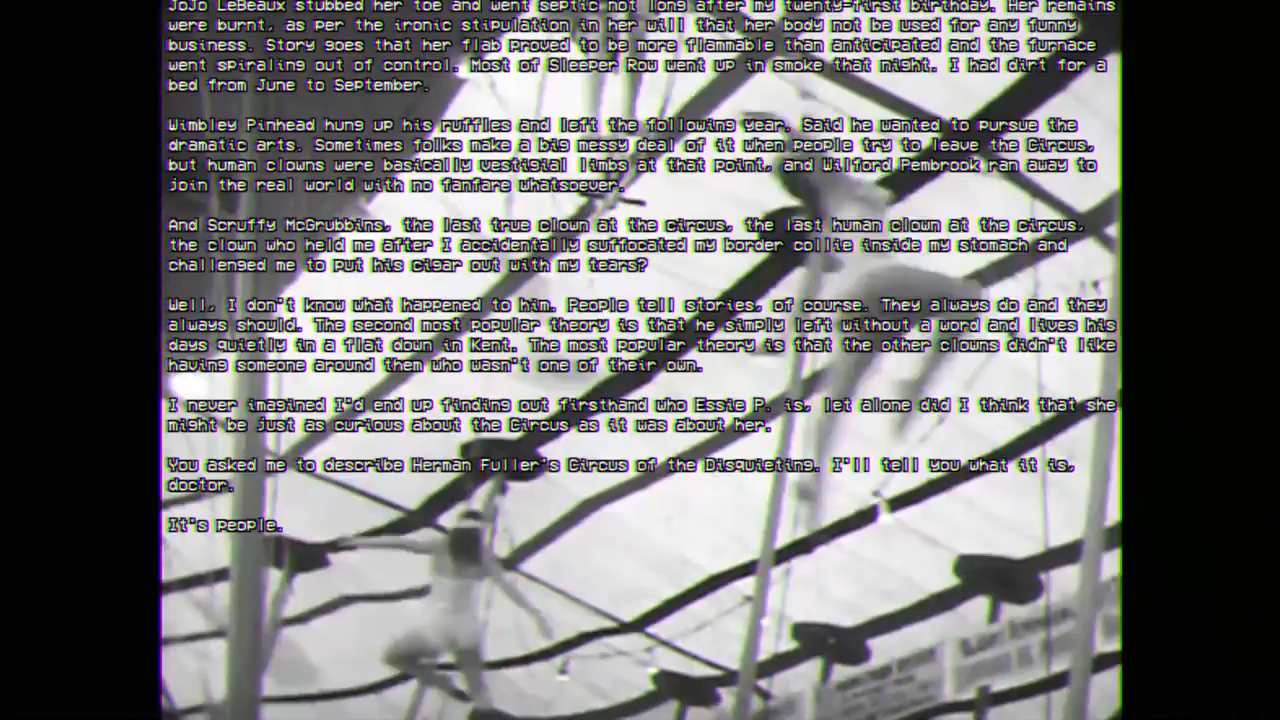 JoJo LeBeaux stubbed her toe and went septic not long after my twenty-first birthday. Her remains
were burnt, as per the ironic stipulation in her will that her body not be used for any funny
business. Story goes that her flab proved to be more flammable than anticipated and the furnace
went spiraling out of control. Most of Sleeper Row went up in smoke that night. I had dirt for a
bed from June to September.
Wimbley Pinhead hung up his ruffles and left the following year. Said he wanted to pursue the
dramatic arts. Sometimes folks make a big messy deal of it when people try to leave the Circus,
but human clowns were basically vestigial limbs at that point, and Wilford Pembrook ran away to
join the real world with no fanfare whatsoever.
And Scruffy McGrubbins, the last true clown at the circus, the last human clown at the circus,
the clown who held me after I accidentally suffocated my border collie inside my stomach and
challenged me to put his cigar out with my tears?
Well, I don't know what happened to him. People tell stories, of course. They always do and they
always should. The second most popular theory is that he simply left without a word and lives his
days quietly in a flat down in Kent. The most popular theory is that the other clowns didn't like
having someone around them who wasn't one of their own.
I never imagined I'd end up finding out firsthand who Essie P. is, let alone did I think that she
might be just as curious about the Circus as it was about her.
You asked me to describe Herman Fuller's Circus of the Disquieting. I'll tell you what it is,
doctor.
It's people.